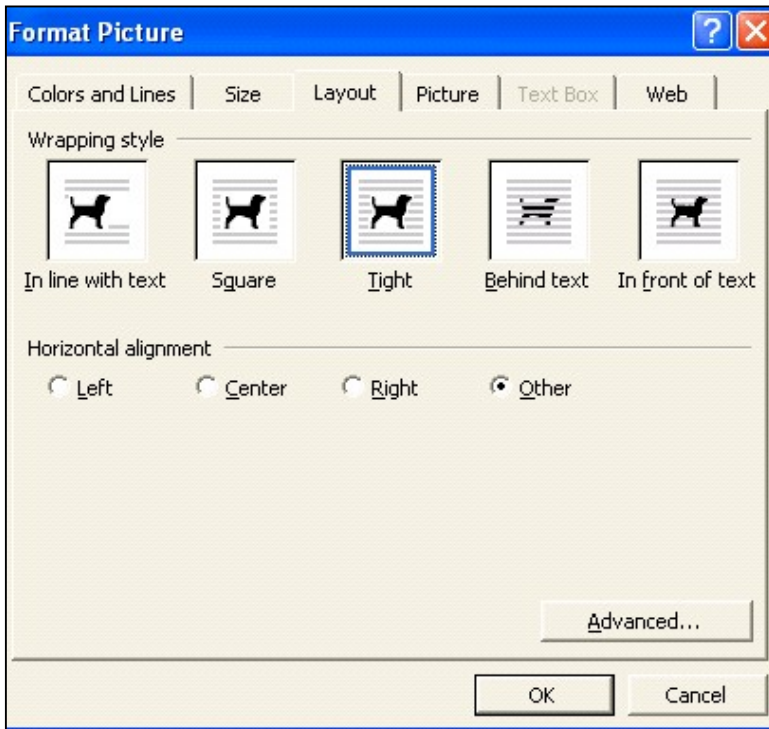 Format Picture
Colors and Lines Size Layout Picture Text Box Web
Wrapping style
In line with text Square Tight Behind text In front of text
Horizontal alignment
Left Center Right Other
Advanced...
OK Cancel